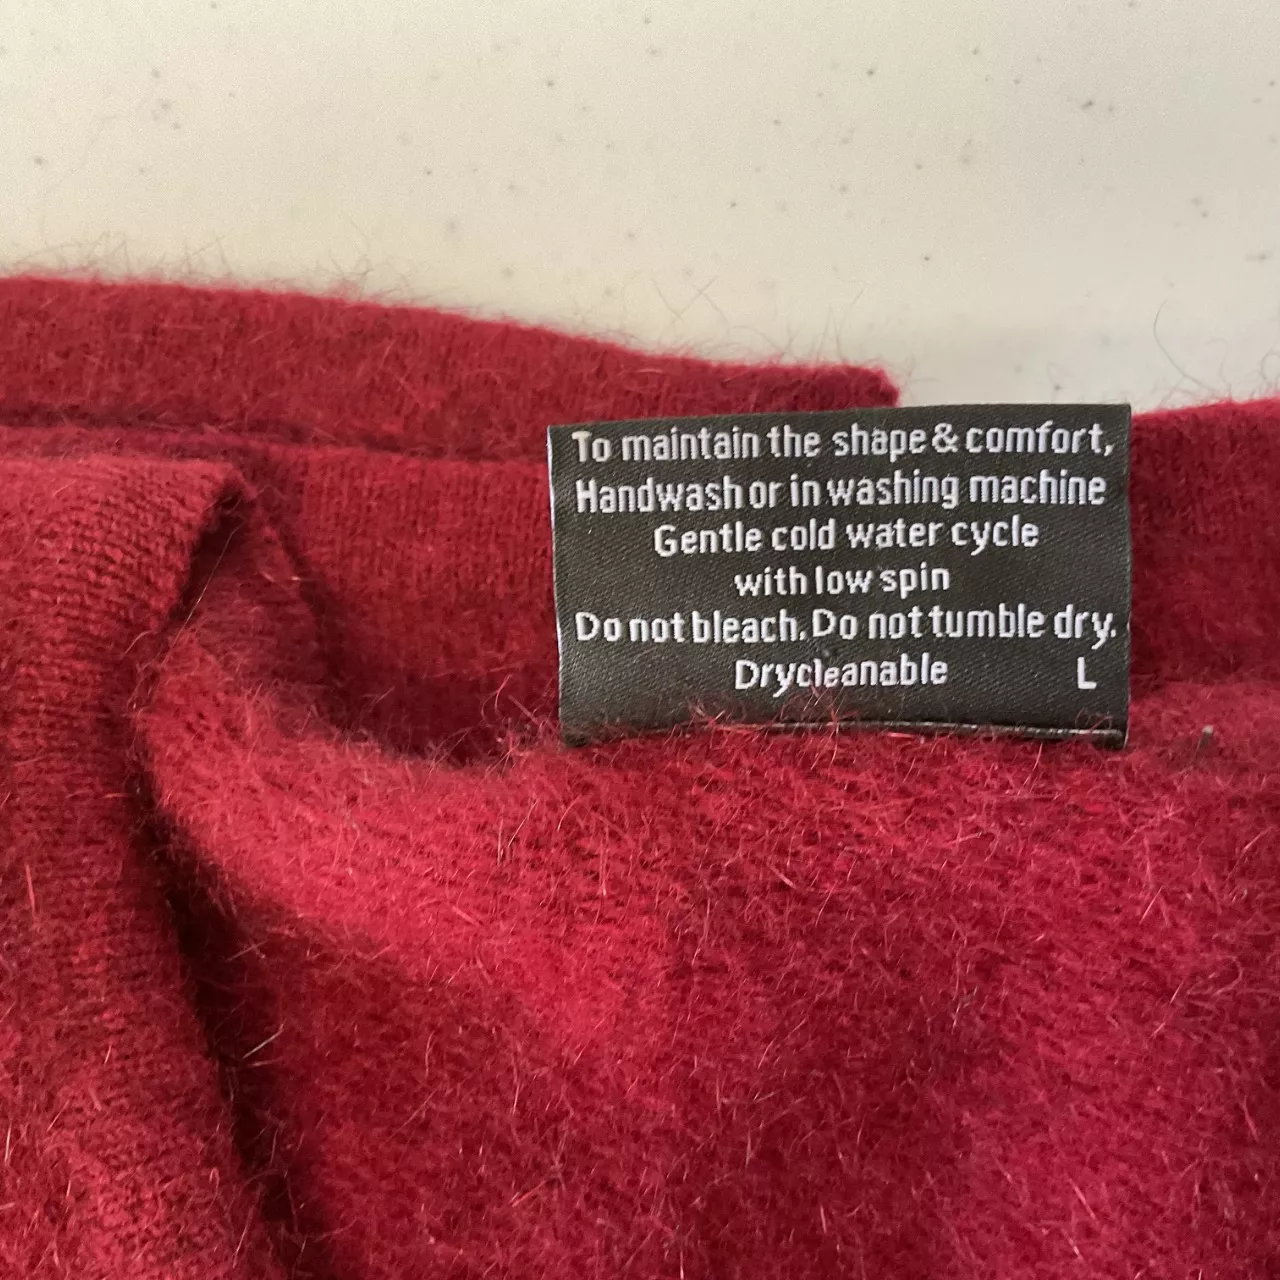 To maintain the shape & comfort,
Handwash or in washing machine
Gentle cold water cycle
with low spin
Do not bleach. Do not tumble dry.
Drycleanable L